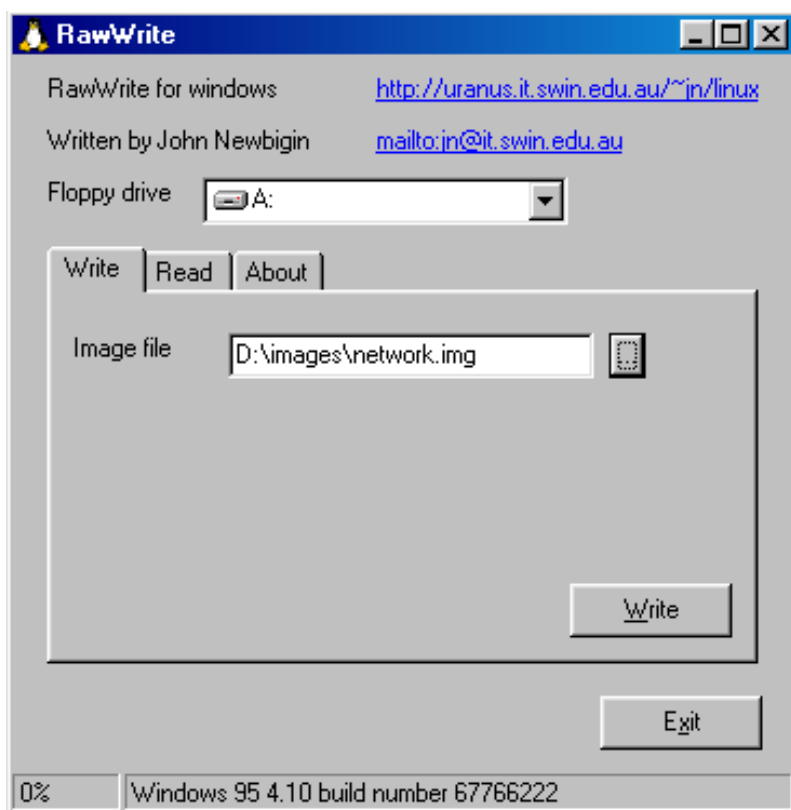 RawWrite
RawWrite for windows http://uranus.it.swin.edu.au/~jn/linux
Written by John Newbigin mailto:jn@it.swin.edu.au
Floppy drive A:
Write Read About
Image file D:\images\network.img ...
Write
Exit
0% Windows 95 4.10 build number 67766222